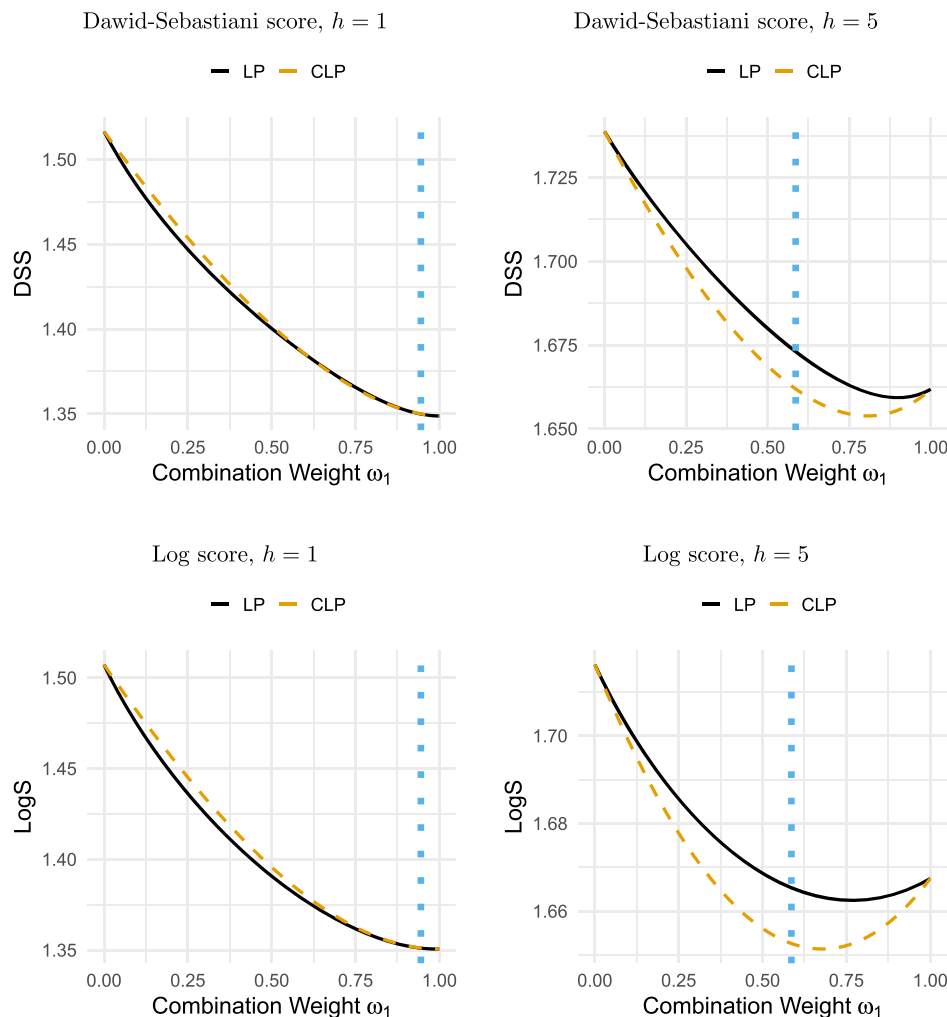 Dawid-Sebastiani score, h = 1
LP CLP
1.50
1.45
1.40
1.35
DSS
0.00 0.25 0.50 0.75 1.00
Combination Weight ω₁
Dawid-Sebastiani score, h = 5
LP CLP
1.725
1.700
1.675
1.650
DSS
0.00 0.25 0.50 0.75 1.00
Combination Weight ω₁
Log score, h = 1
LP CLP
1.50
1.45
1.40
1.35
LogS
0.00 0.25 0.50 0.75 1.00
Combination Weight ω₁
Log score, h = 5
LP CLP
1.70
1.68
1.66
LogS
0.00 0.25 0.50 0.75 1.00
Combination Weight ω₁